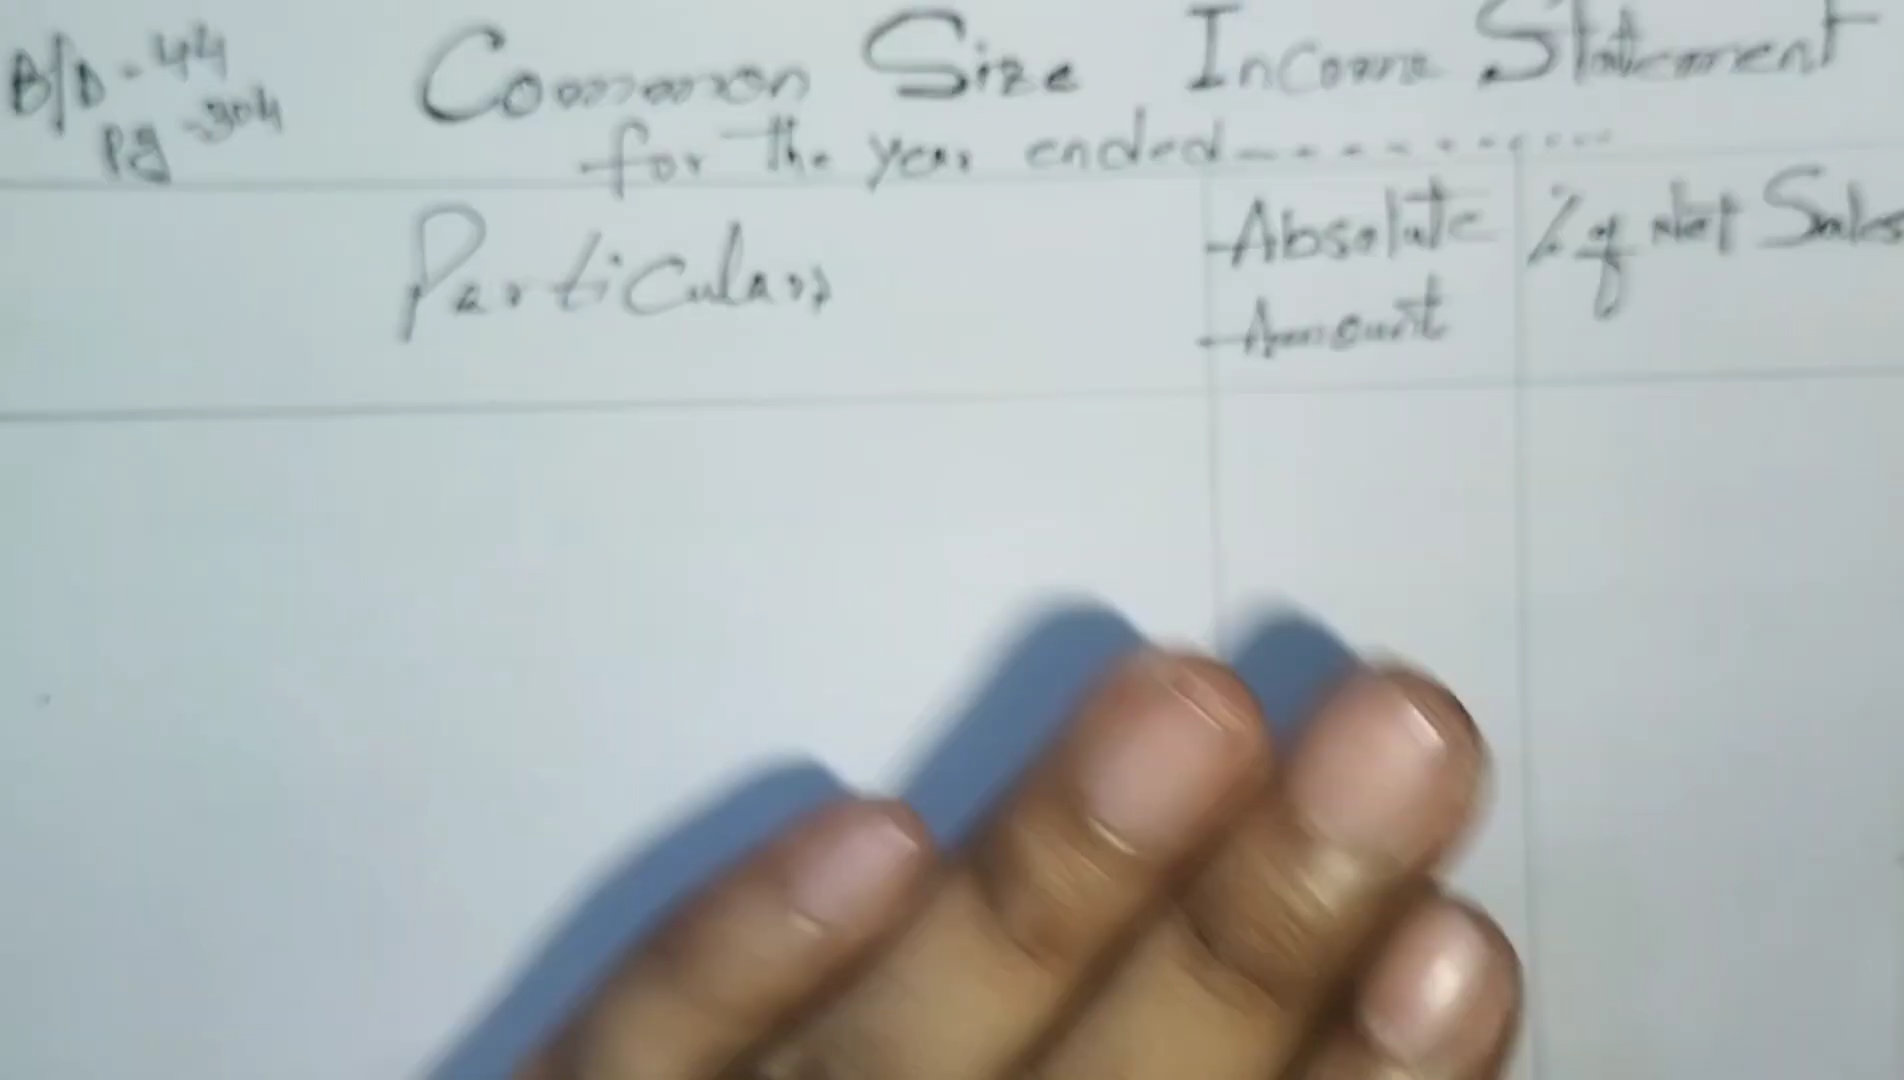 B/D - 44
Pg - 304
Common Size Income Statement
for the year ended
Particulars
Absolute Amount
% of Net Sales